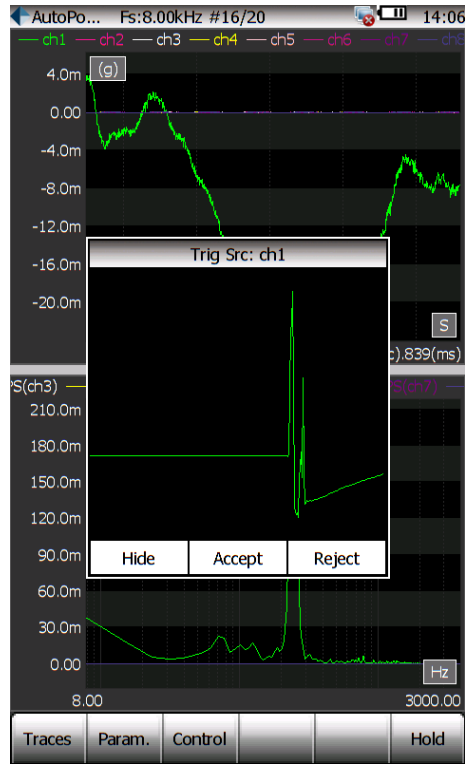 AutoPo... Fs:8.00kHz #16/20 14:06
ch1 ch2 ch3 ch4 ch5 ch6 ch7 ch8
(g)
4.0m
0.00
-4.0m
-8.0m
-12.0m
-16.0m
-20.0m
S
c).839(ms)
Trig Src: ch1
Hide Accept Reject
PS(ch3) PS(ch7)
210.0m
180.0m
150.0m
120.0m
90.0m
60.0m
30.0m
0.00
Hz
8.00 3000.00
Traces Param. Control Hold